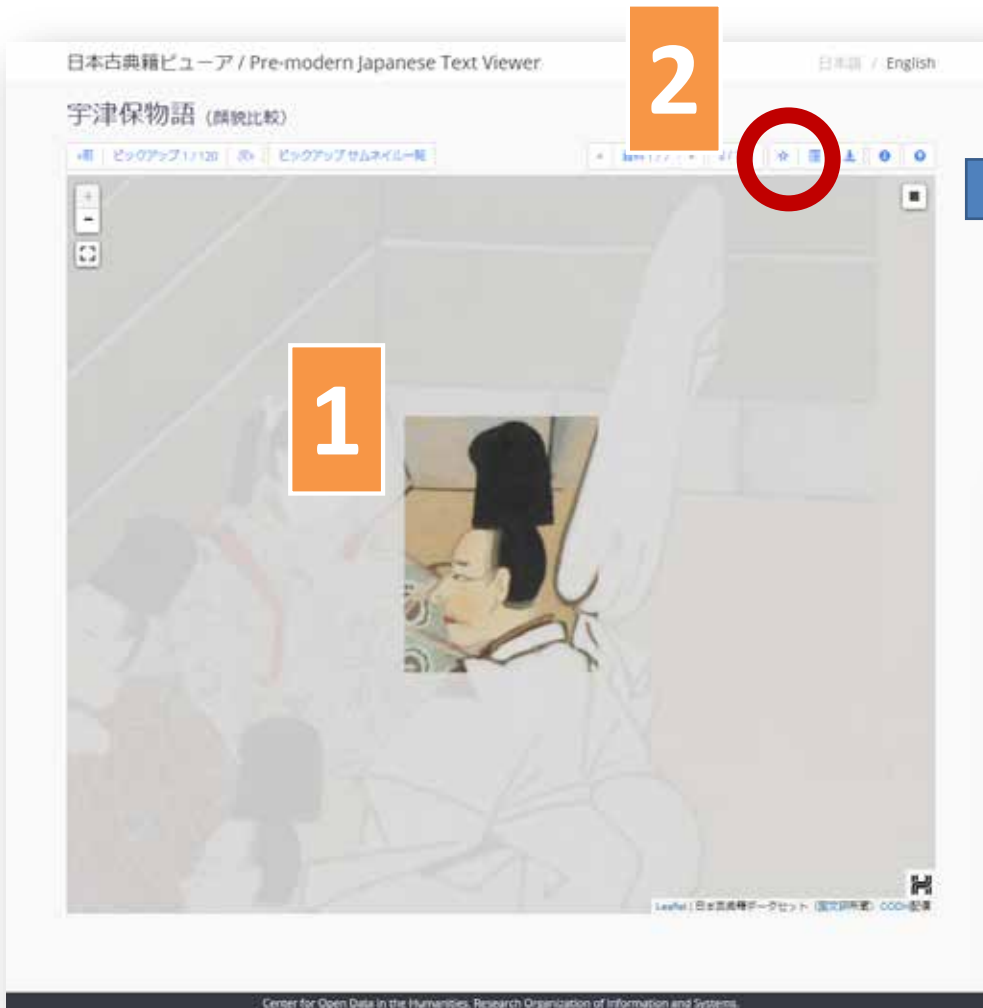 2
日本古典籍ビューア / Pre-modern Japanese Text Viewer
日本語 / English
宇津保物語 (顔貌比較)
«前 ピックアップ 1 / 120 次» ピックアップサムネイル一覧
+
-
1
Leaflet | 日本古典籍データセット (国文研所蔵) CODH配信
Center for Open Data in the Humanities, Research Organization of Information and Systems.